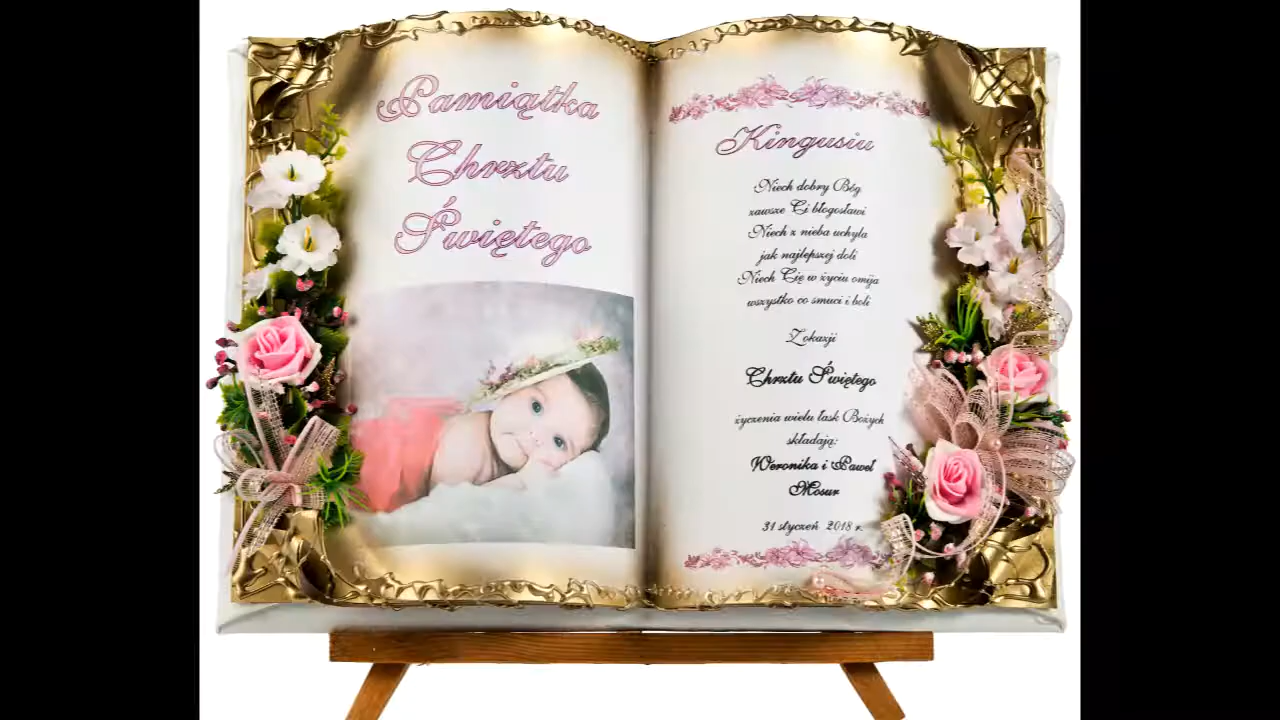 Pamiątka
Chrztu
Świętego
Kingusiu
Niech dobry Bóg
zawsze Ci błogosławi
Niech z nieba uchyla
jak najlepszej doli
Niech Cię w życiu omija
wszystko co smuci i boli
Z okazji
Chrztu Świętego
życzenia wielu łask Bożych
składają:
Weronika i Paweł
Mosur
31 styczeń 2018 r.